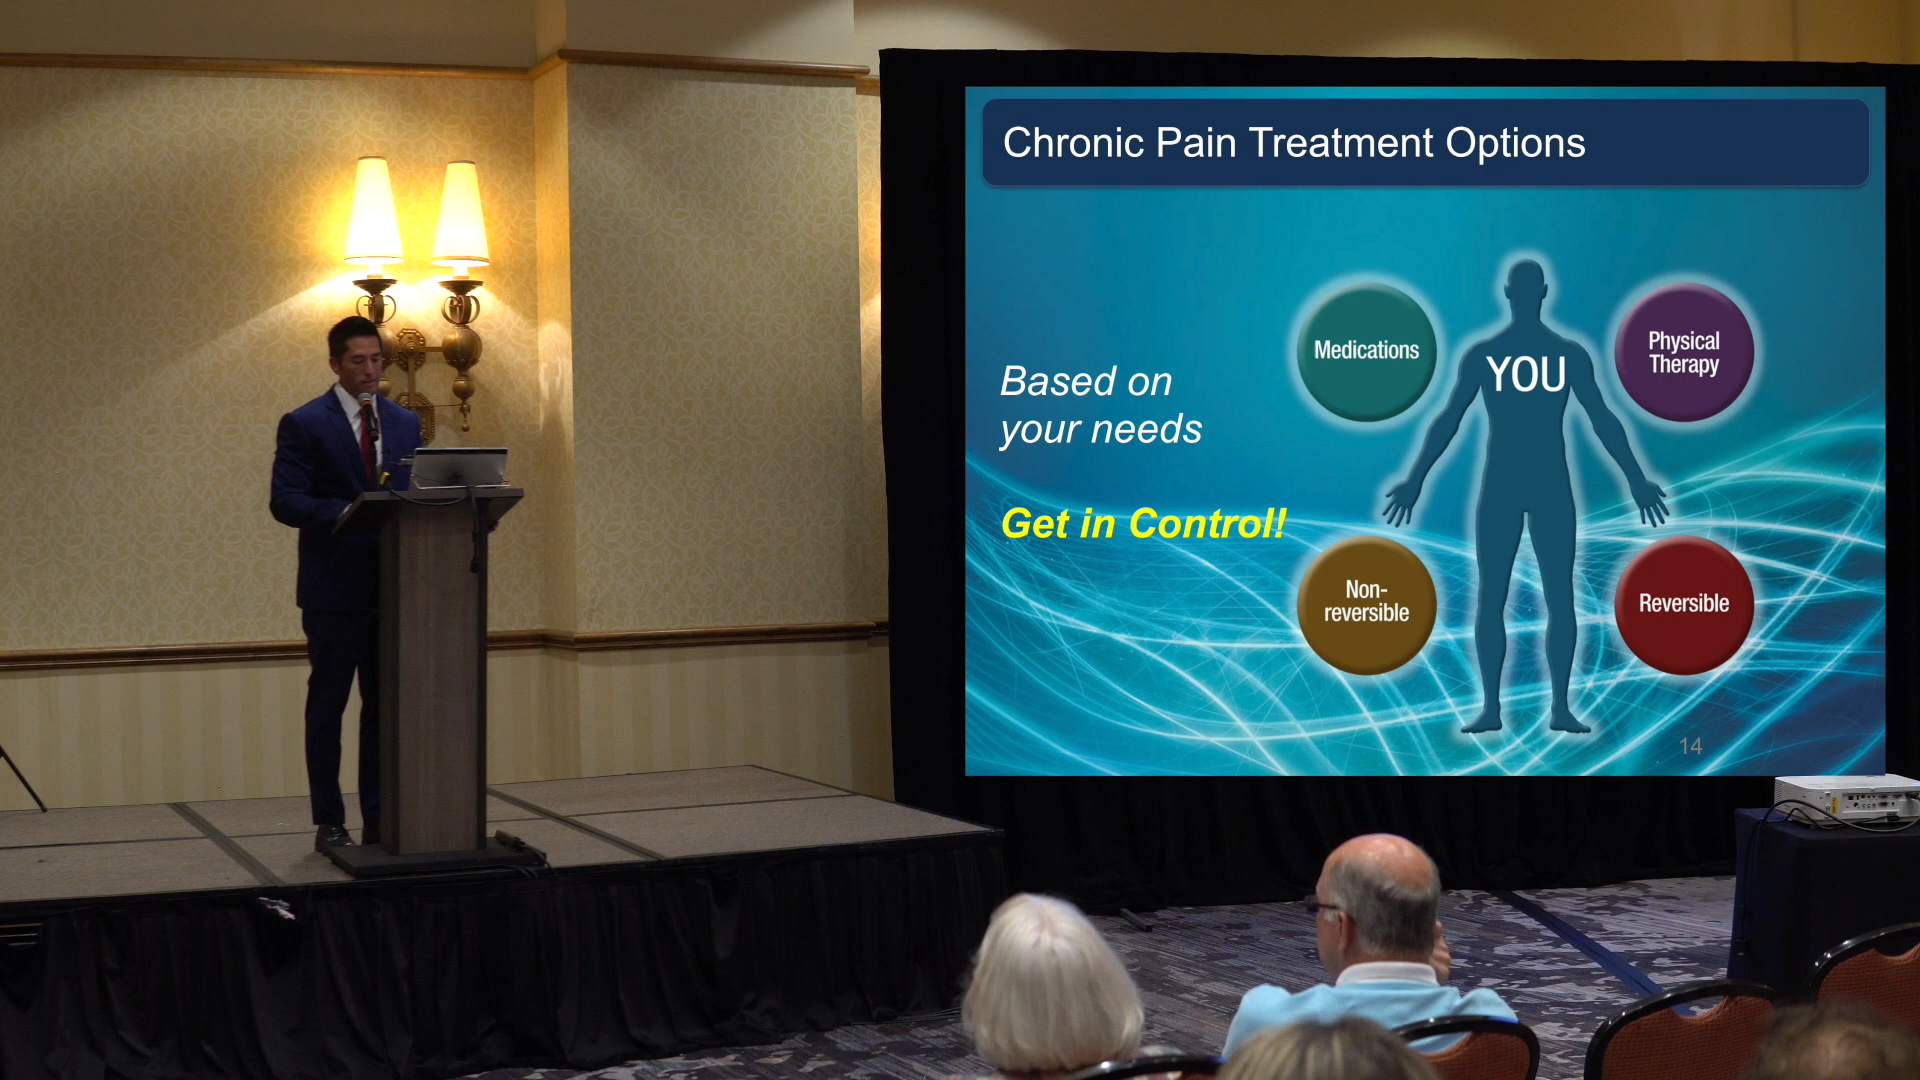 Chronic Pain Treatment Options
Based on
your needs
Get in Control!
Medications
YOU
Physical
Therapy
Non-
reversible
Reversible
14